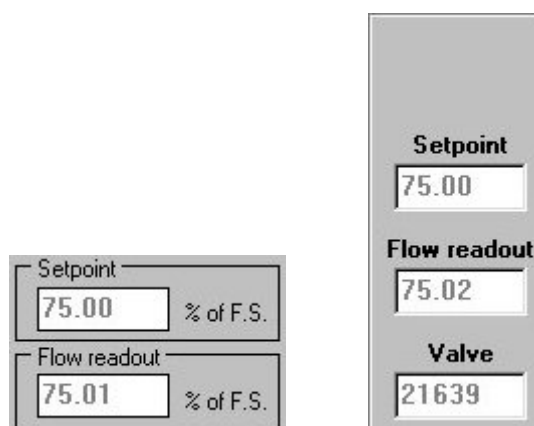 Setpoint
75.00 % of F.S.
Flow readout
75.01 % of F.S.
Setpoint
75.00
Flow readout
75.02
Valve
21639